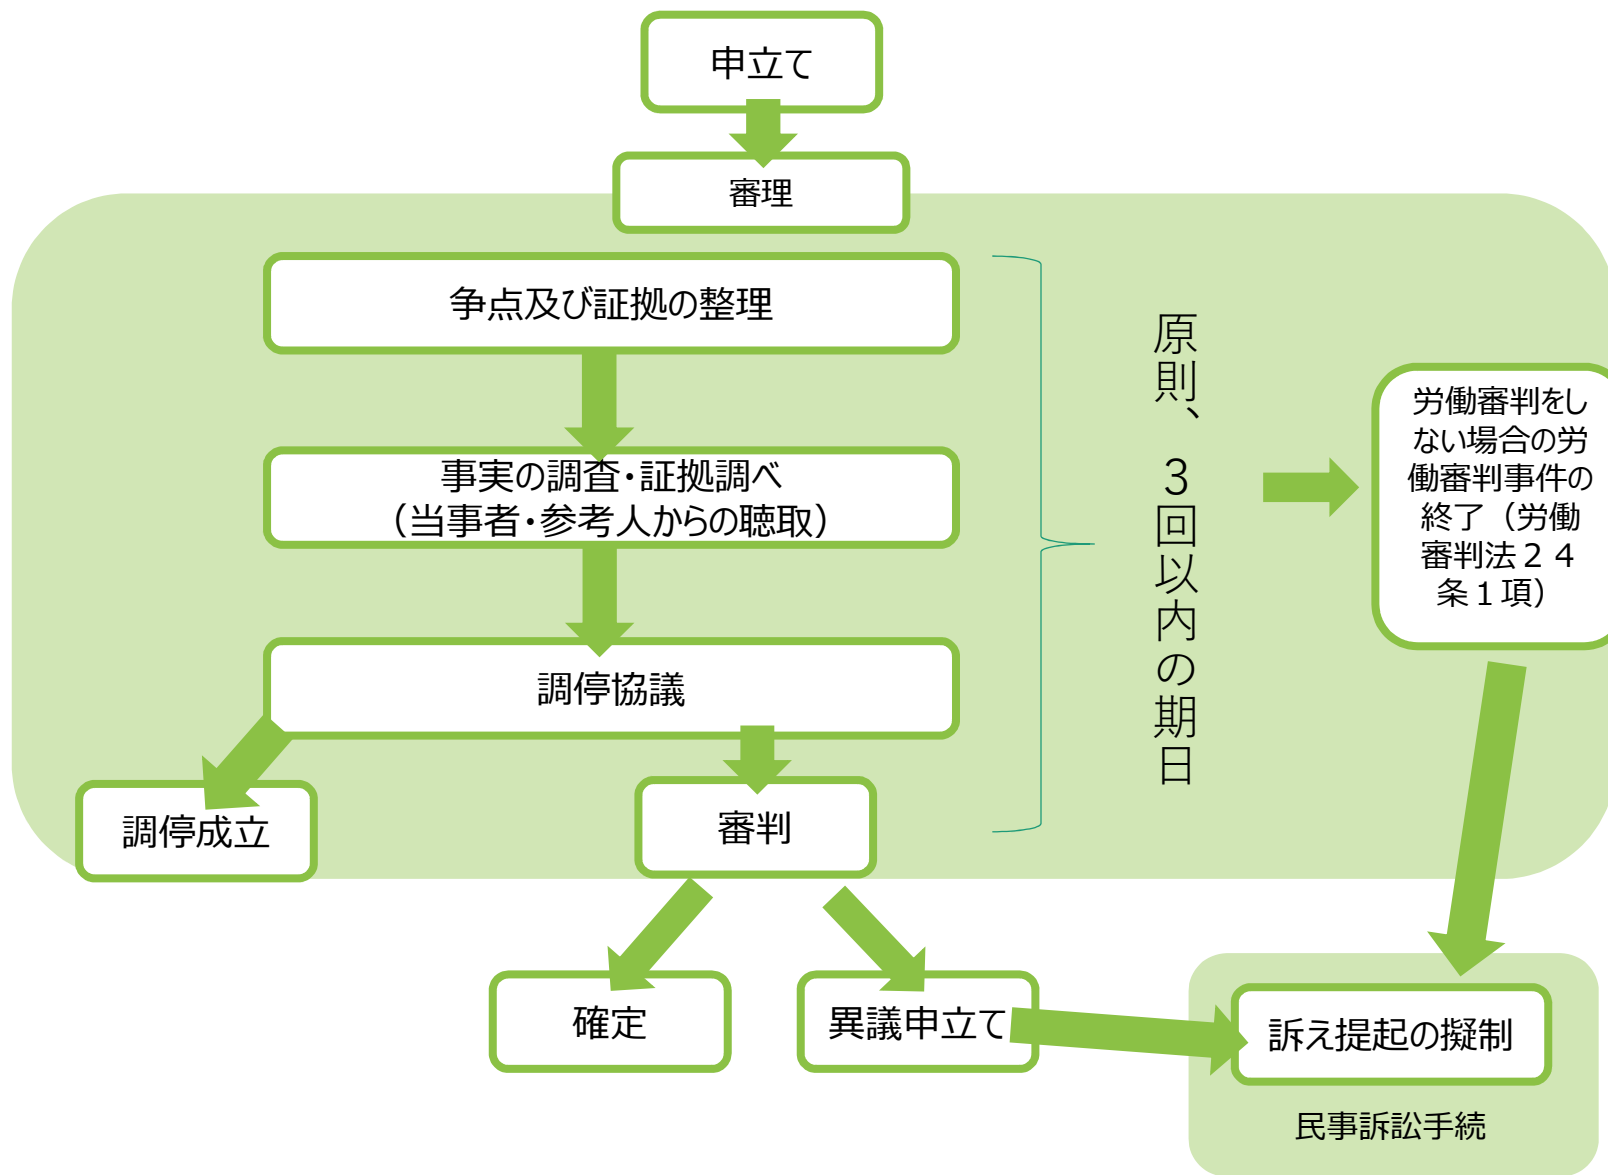 申立て
審理
争点及び証拠の整理
事実の調査・証拠調べ
（当事者・参考人からの聴取）
調停協議
調停成立
審判
原則、３回以内の期日
労働審判をし
ない場合の労
働審判事件の
終了（労働
審判法２４
条１項）
確定
異議申立て
訴え提起の擬制
民事訴訟手続